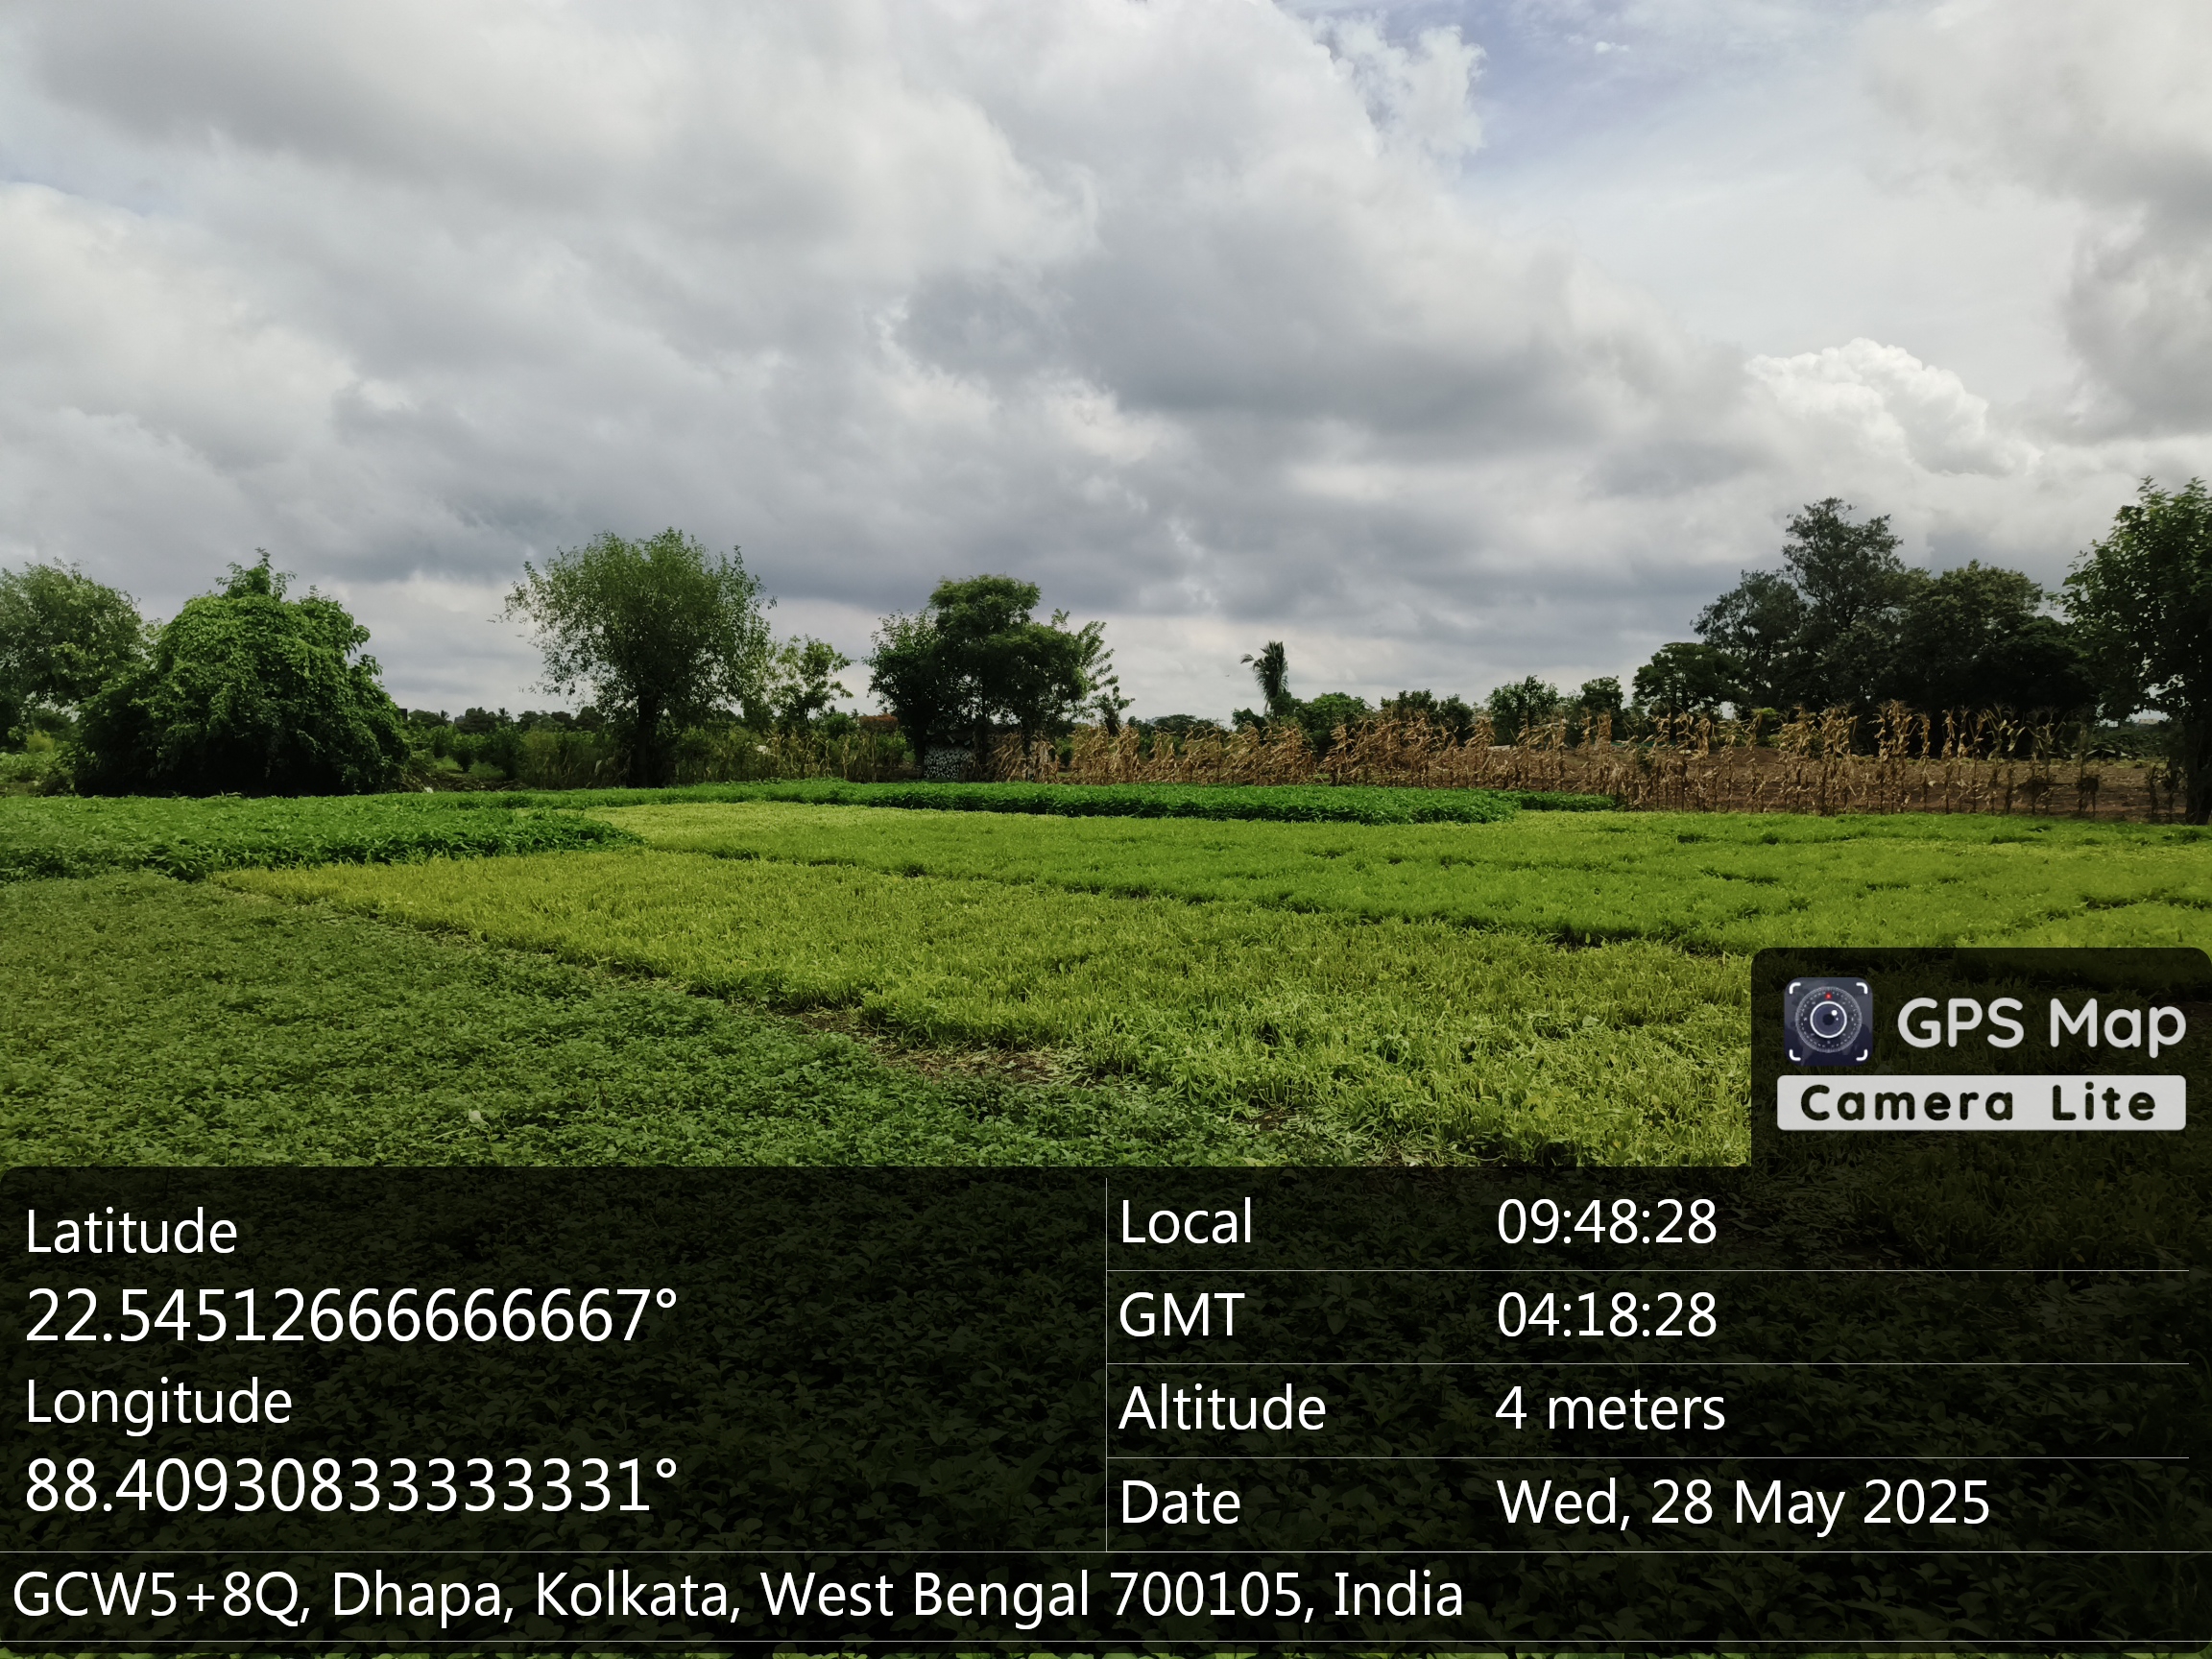 GPS Map
Camera Lite
Latitude
22.54512666666667°
Longitude
88.40930833333331°
Local 09:48:28
GMT 04:18:28
Altitude 4 meters
Date Wed, 28 May 2025
GCW5+8Q, Dhapa, Kolkata, West Bengal 700105, India